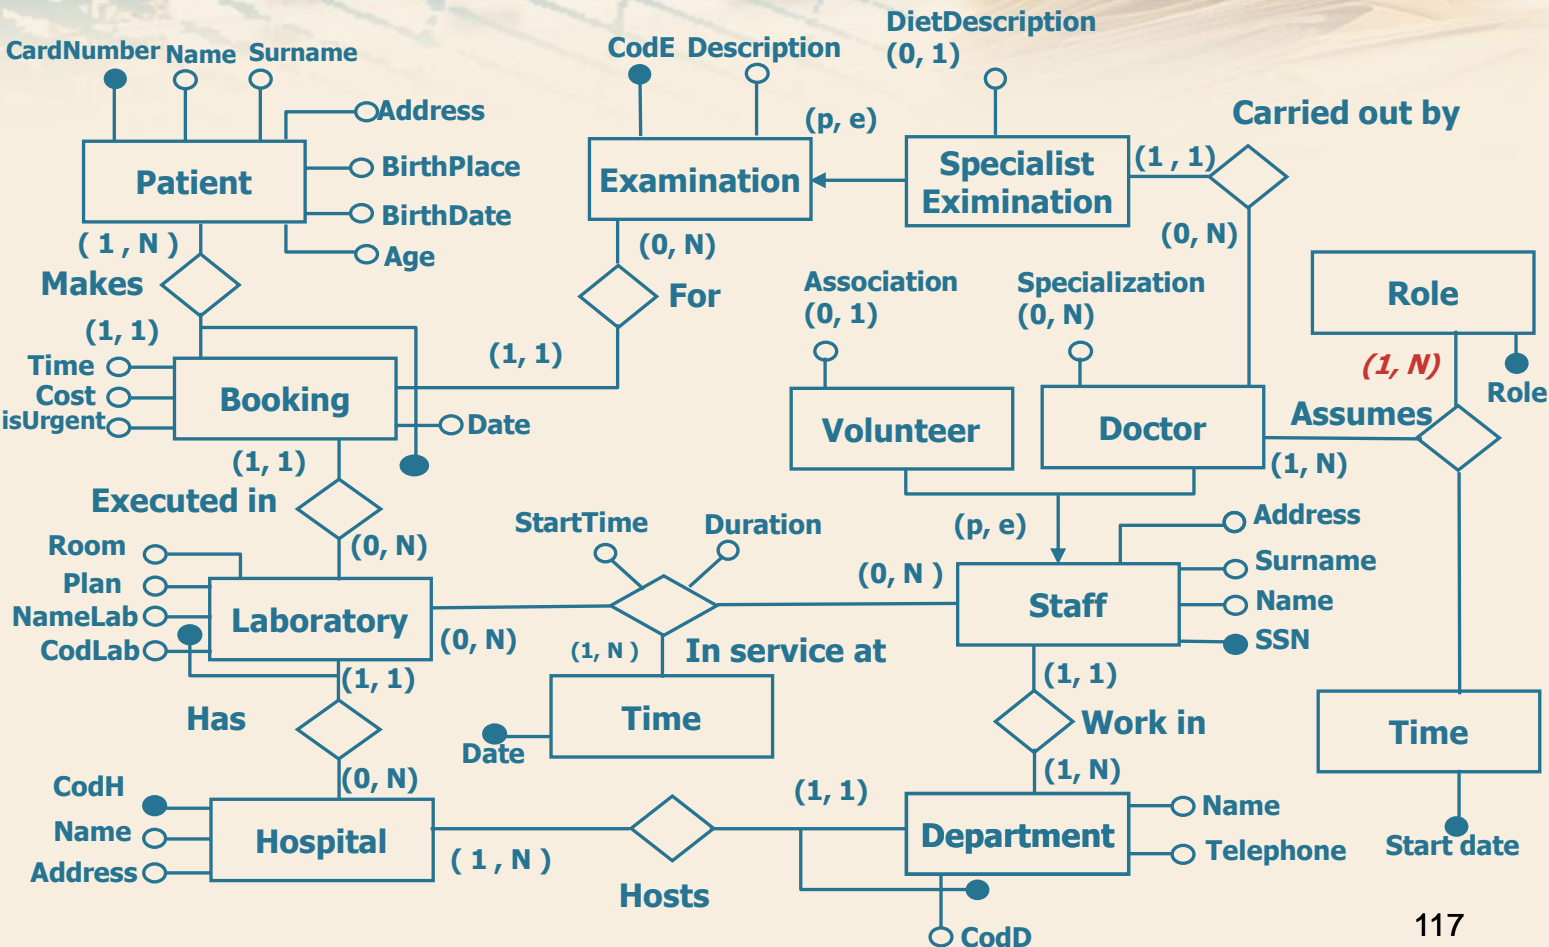 DietDescription
(0, 1)
CardNumber Name Surname
CodE Description
Address
(p, e)
Carried out by
Patient
BirthPlace
Examination
Specialist
Eximination
(1 , 1)
BirthDate
( 1 , N )
Age
(0, N)
(0, N)
Makes
For
Association
(0, 1)
Specialization
(0, N)
Role
(1, 1)
(1, 1)
(1, N)
Time
Cost
isUrgent
Booking
Date
Volunteer
Doctor
Assumes
Role
(1, 1)
(1, N)
Executed in
StartTime
Duration
(p, e)
Address
Room
(0, N)
(0, N )
Surname
Plan
Name
NameLab
Laboratory
Staff
CodLab
(0, N)
(1, N )
In service at
SSN
(1, 1)
(1, 1)
Has
Time
Work in
Time
Date
(0, N)
(1, N)
CodH
(1, 1)
Name
Name
Hospital
Department
Address
( 1 , N )
Telephone
Start date
Hosts
CodD
117